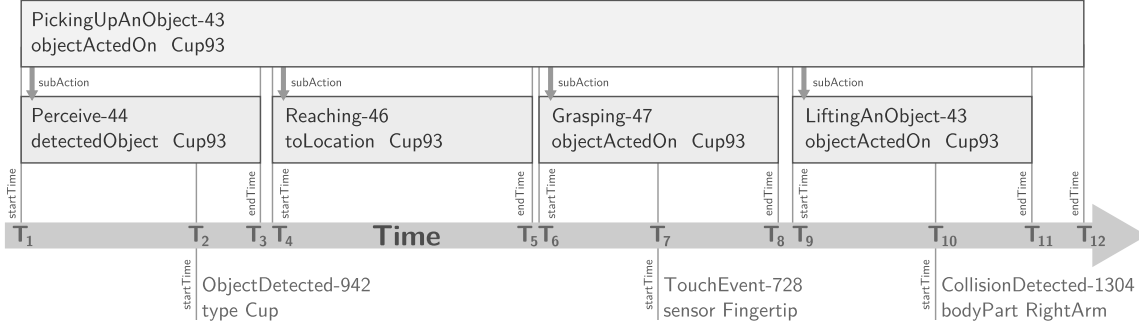 PickingUpAnObject-43
objectActedOn Cup93
subAction
subAction
subAction
subAction
Perceive-44
detectedObject Cup93
Reaching-46
toLocation Cup93
Grasping-47
objectActedOn Cup93
LiftingAnObject-43
objectActedOn Cup93
startTime
endTime
startTime
endTime
startTime
endTime
startTime
endTime
endTime
T1 T2 T3 T4 Time T5 T6 T7 T8 T9 T10 T11 T12
startTime
ObjectDetected-942
type Cup
startTime
TouchEvent-728
sensor Fingertip
startTime
CollisionDetected-1304
bodyPart RightArm